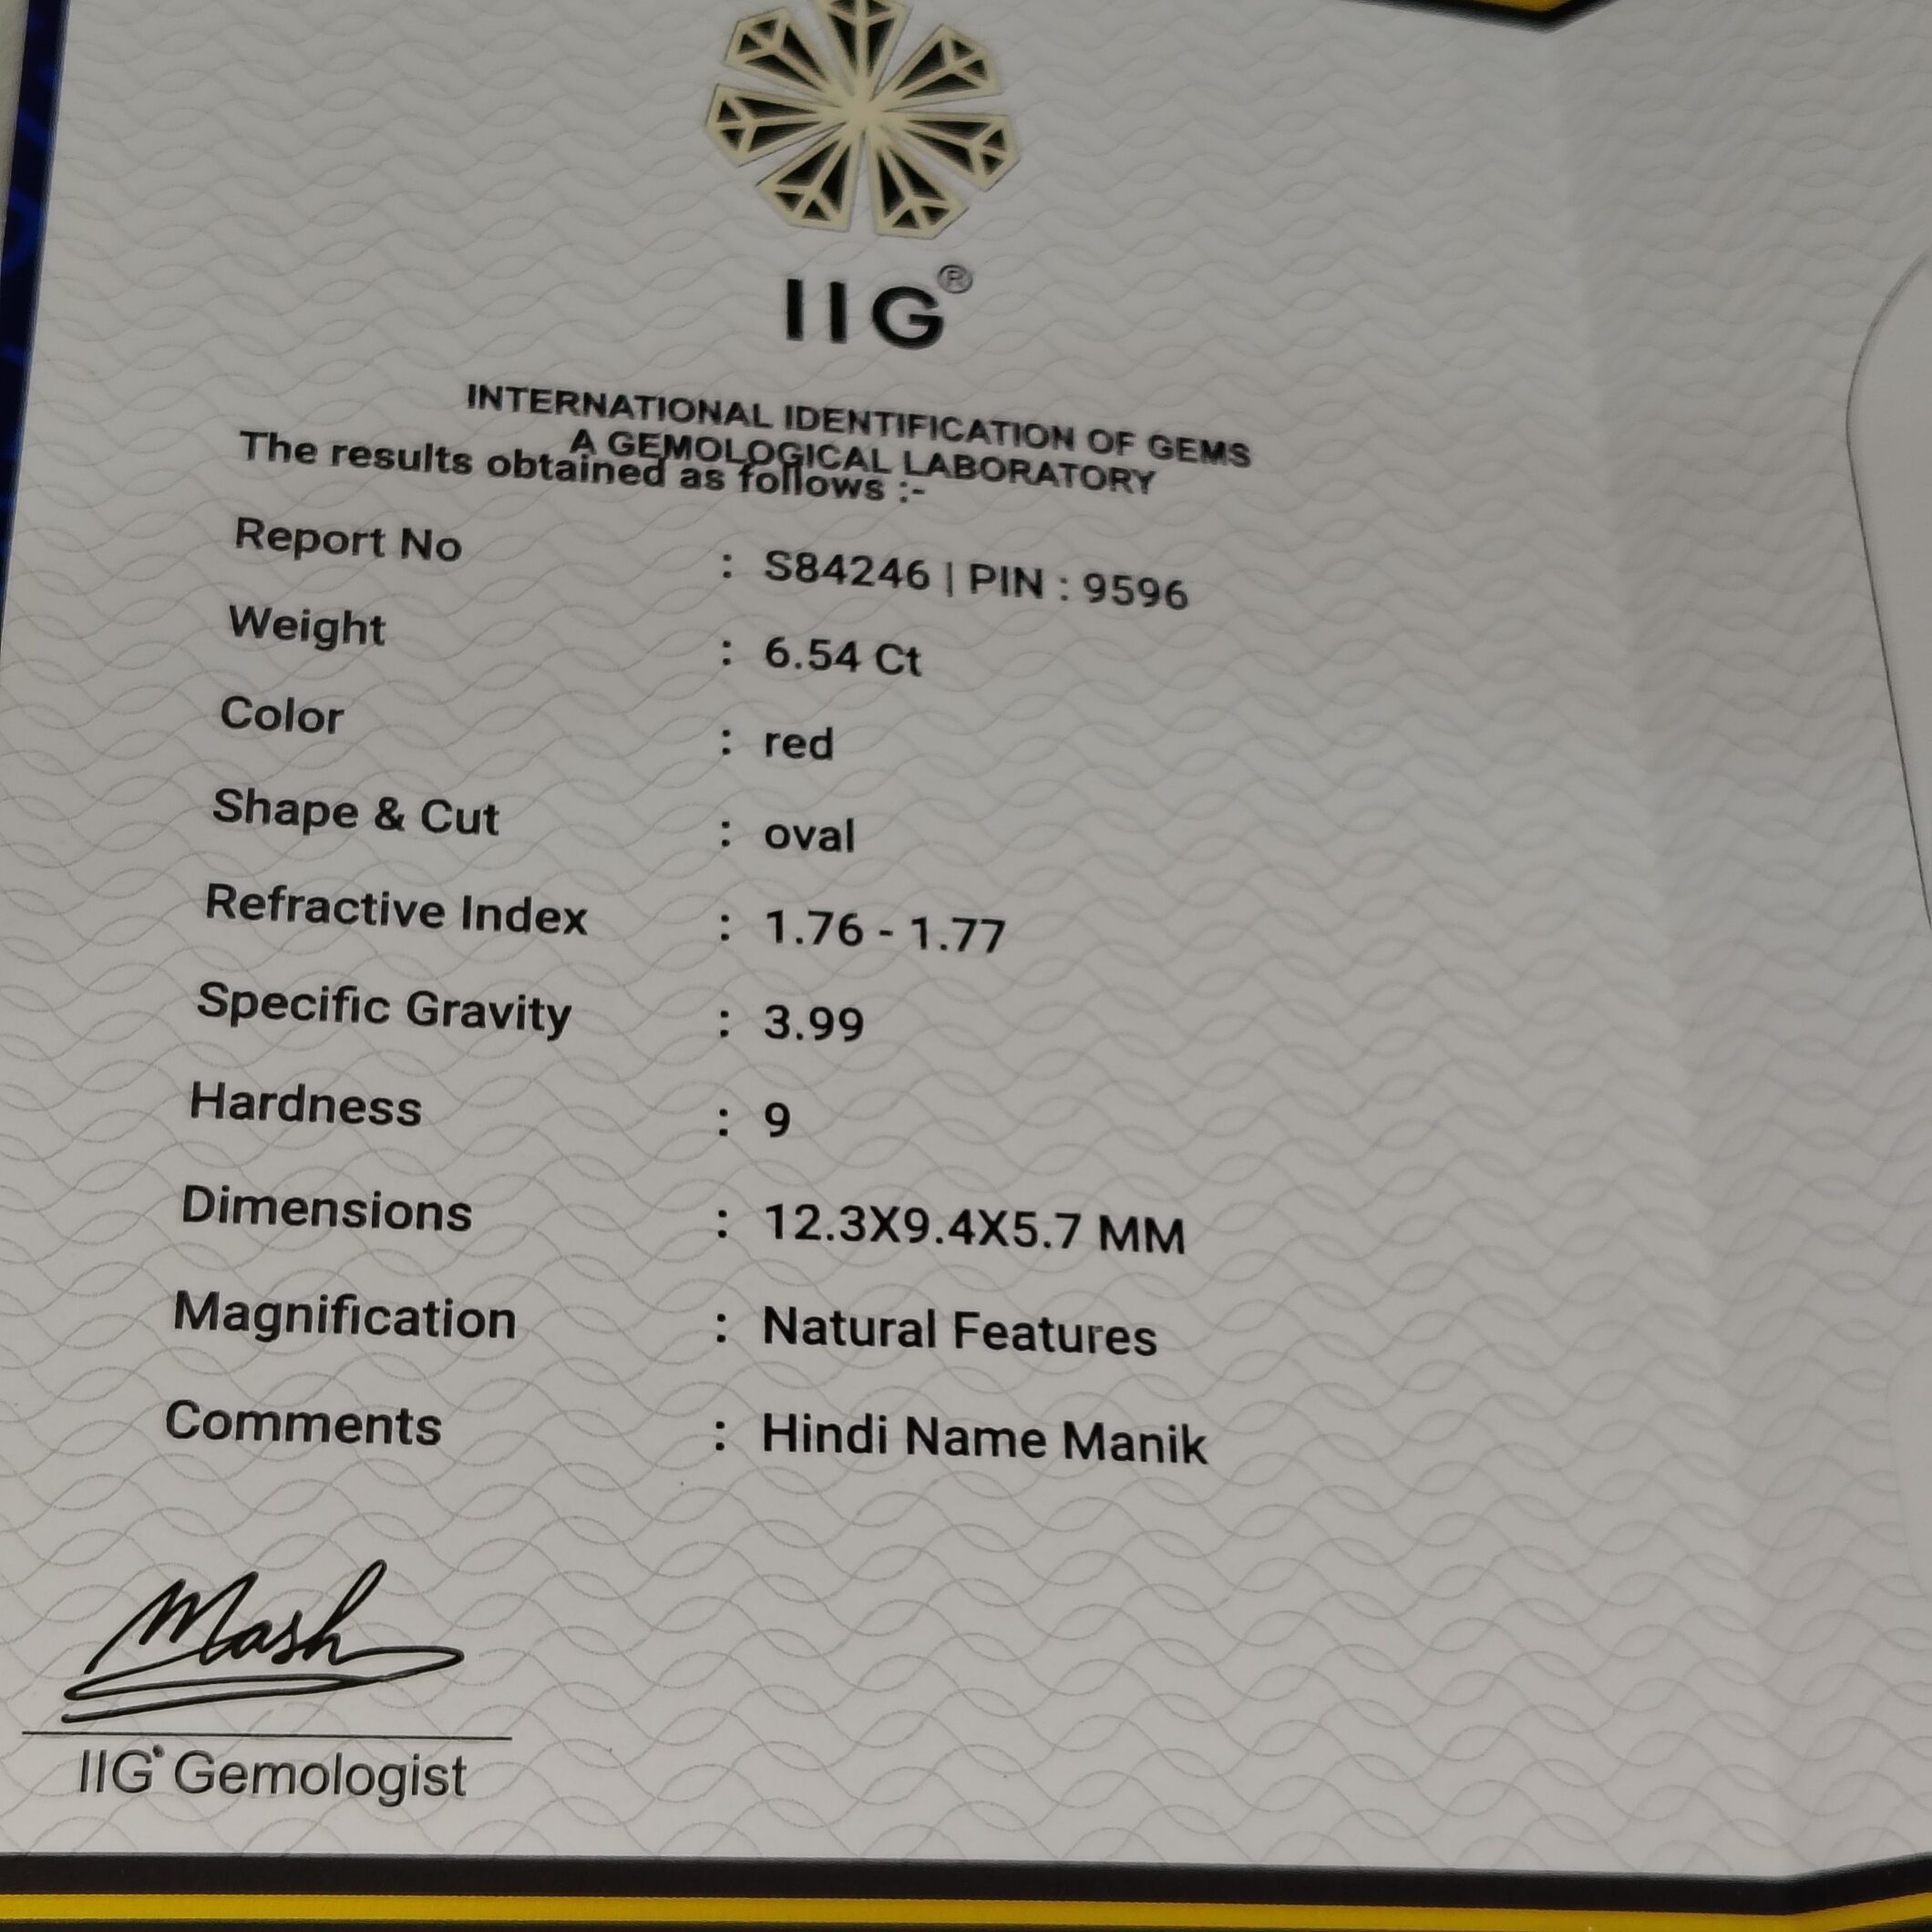 IIG®
INTERNATIONAL IDENTIFICATION OF GEMS
A GEMOLOGICAL LABORATORY
The results obtained as follows :-
Report No : S84246 | PIN : 9596
Weight : 6.54 Ct
Color : red
Shape & Cut : oval
Refractive Index : 1.76 - 1.77
Specific Gravity : 3.99
Hardness : 9
Dimensions : 12.3X9.4X5.7 MM
Magnification : Natural Features
Comments : Hindi Name Manik
Mash
IIG® Gemologist